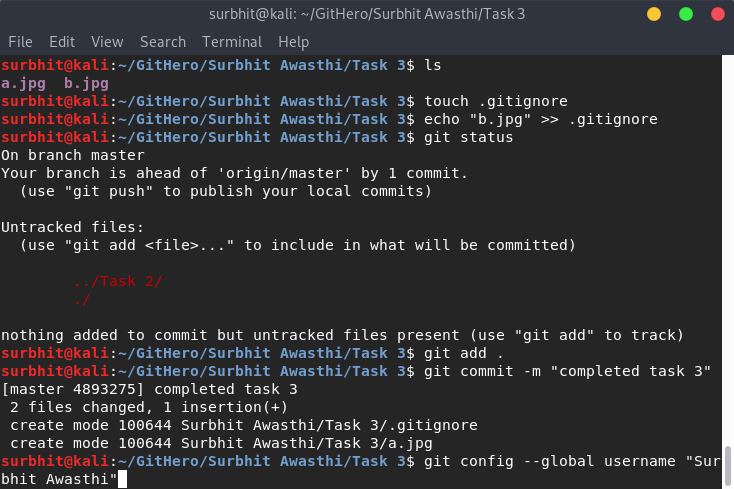 surbhit@kali: ~/GitHero/Surbhit Awasthi/Task 3
File Edit View Search Terminal Help
surbhit@kali:~/GitHero/Surbhit Awasthi/Task 3$ ls
a.jpg  b.jpg
surbhit@kali:~/GitHero/Surbhit Awasthi/Task 3$ touch .gitignore
surbhit@kali:~/GitHero/Surbhit Awasthi/Task 3$ echo "b.jpg" >> .gitignore
surbhit@kali:~/GitHero/Surbhit Awasthi/Task 3$ git status
On branch master
Your branch is ahead of 'origin/master' by 1 commit.
  (use "git push" to publish your local commits)

Untracked files:
  (use "git add <file>..." to include in what will be committed)

        ../Task 2/
        ./

nothing added to commit but untracked files present (use "git add" to track)
surbhit@kali:~/GitHero/Surbhit Awasthi/Task 3$ git add .
surbhit@kali:~/GitHero/Surbhit Awasthi/Task 3$ git commit -m "completed task 3"
[master 4893275] completed task 3
 2 files changed, 1 insertion(+)
 create mode 100644 Surbhit Awasthi/Task 3/.gitignore
 create mode 100644 Surbhit Awasthi/Task 3/a.jpg
surbhit@kali:~/GitHero/Surbhit Awasthi/Task 3$ git config --global username "Sur
bhit Awasthi"